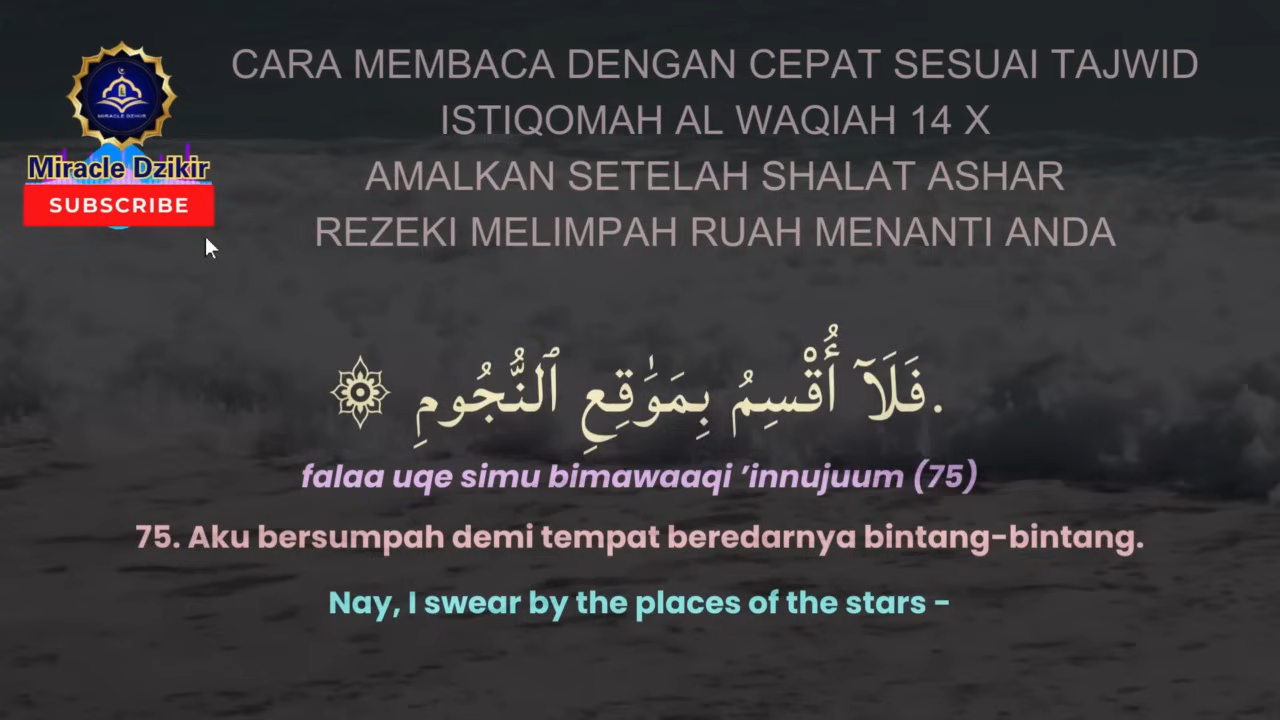 CARA MEMBACA DENGAN CEPAT SESUAI TAJWID
ISTIQOMAH AL WAQIAH 14 X
AMALKAN SETELAH SHALAT ASHAR
REZEKI MELIMPAH RUAH MENANTI ANDA
MIRACLE DZIKIR
Miracle Dzikir
SUBSCRIBE
.فَلَآ أُقْسِمُ بِمَوَٰقِعِ ٱلنُّجُومِ ۞
falaa uqe simu bimawaaqi ’innujuum (75)
75. Aku bersumpah demi tempat beredarnya bintang-bintang.
Nay, I swear by the places of the stars -